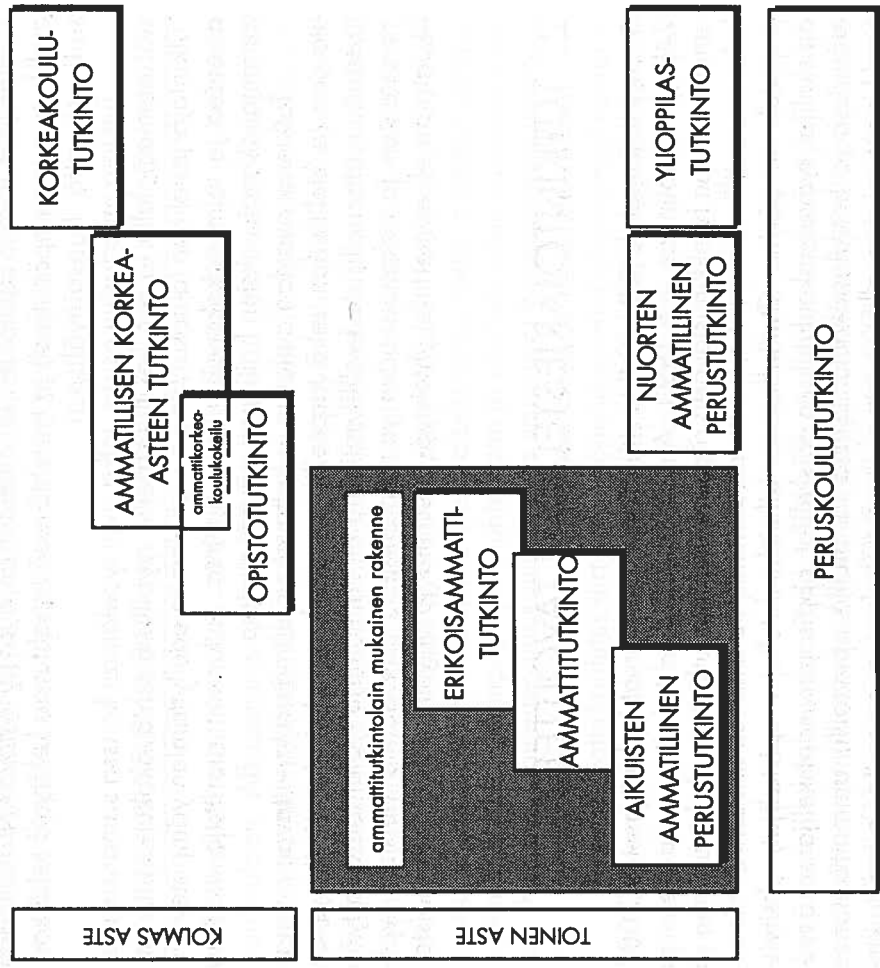 KOLMAS ASTE
KORKEAKOULU-
TUTKINTO
AMMATILLISEN KORKEA-
ASTEEN TUTKINTO
ammattikorkea-
koulukokeilu
OPISTOTUTKINTO
TOINEN ASTE
ammattitutkintolain mukainen rakenne
ERIKOISAMMATTI-
TUTKINTO
AMMATTITUTKINTO
AIKUISTEN
AMMATILLINEN
PERUSTUTKINTO
NUORTEN
AMMATILLINEN
PERUSTUTKINTO
YLIOPPILAS-
TUTKINTO
PERUSKOULUTUTKINTO